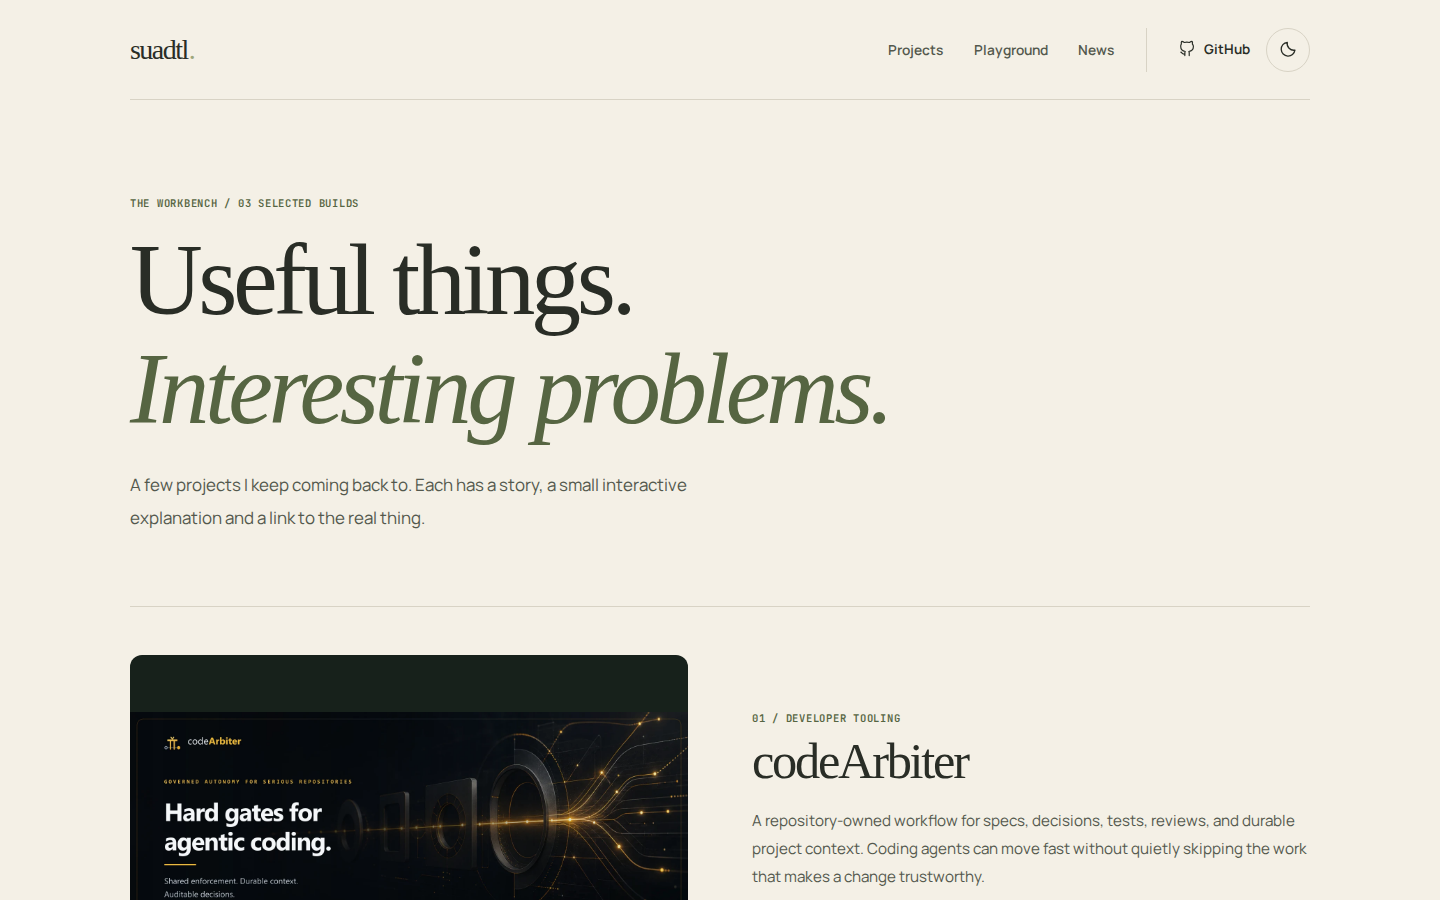 suadtl.
Projects
Playground
News
GitHub
THE WORKBENCH / 03 SELECTED BUILDS
Useful things.
Interesting problems.
A few projects I keep coming back to. Each has a story, a small interactive
explanation and a link to the real thing.
codeArbiter
GOVERNED AUTONOMY FOR SERIOUS REPOSITORIES
Hard gates for
agentic coding.
Shared enforcement. Durable context.
Auditable decisions.
01 / DEVELOPER TOOLING
codeArbiter
A repository-owned workflow for specs, decisions, tests, reviews, and durable
project context. Coding agents can move fast without quietly skipping the work
that makes a change trustworthy.